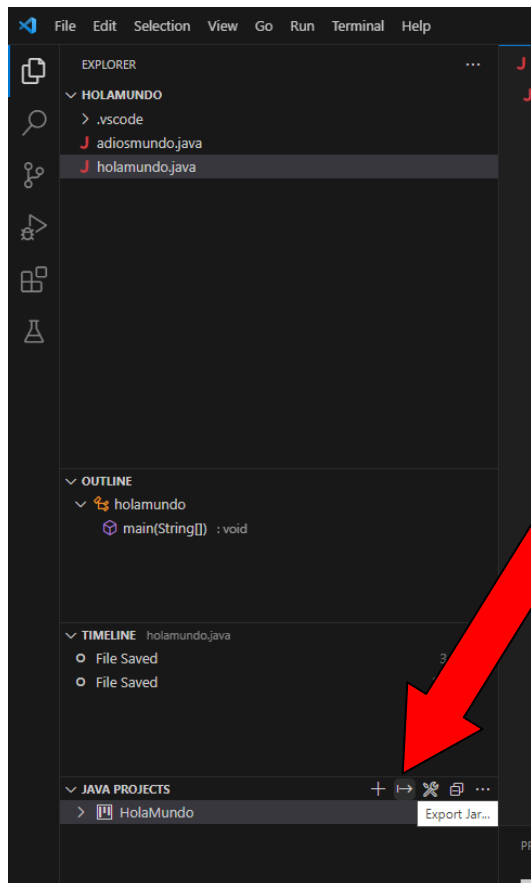 File Edit Selection View Go Run Terminal Help
EXPLORER
HOLAMUNDO
.vscode
J adiosmundo.java
J holamundo.java
OUTLINE
holamundo
main(String[]) : void
TIMELINE holamundo.java
File Saved
File Saved
JAVA PROJECTS
HolaMundo
Export Jar...